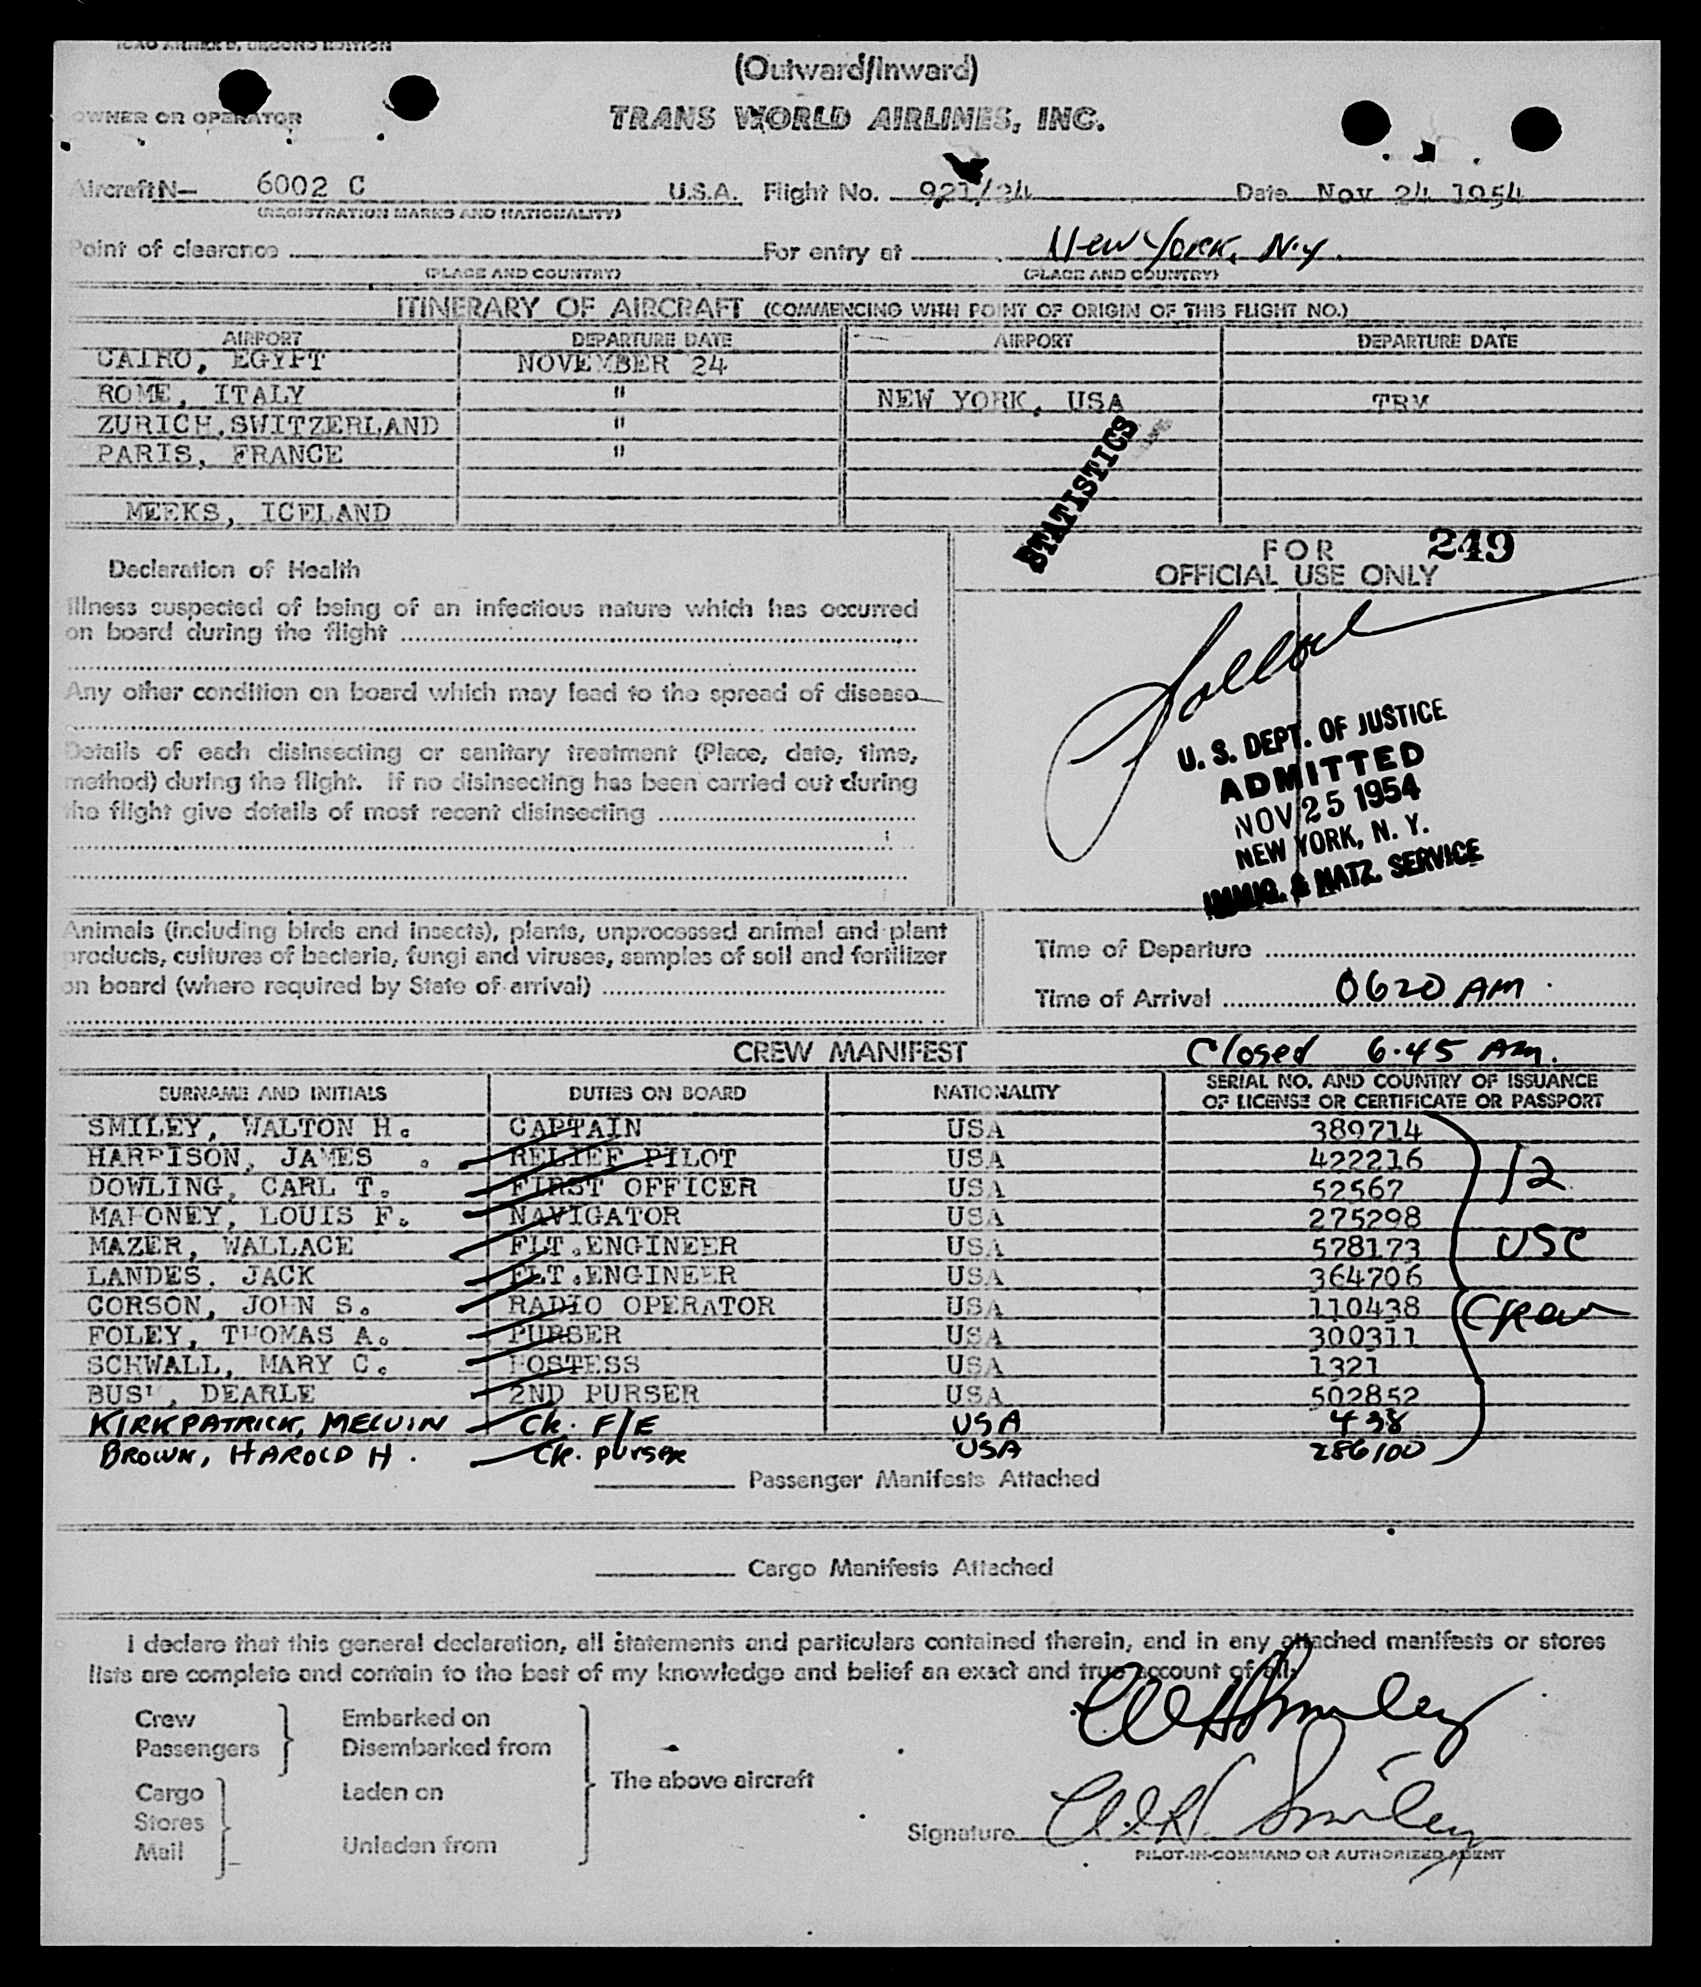 ICAO ANNEX 9, SECOND EDITION
(Outward/Inward)
OWNER OR OPERATOR
TRANS WORLD AIRLINES, INC.
Aircraft N— 6002 C U.S.A. Flight No. 921/24 Date Nov 24 1954
(REGISTRATION MARKS AND NATIONALITY)
Point of clearance For entry at New York, N.Y.
(PLACE AND COUNTRY) (PLACE AND COUNTRY)
ITINERARY OF AIRCRAFT (COMMENCING WITH POINT OF ORIGIN OF THIS FLIGHT NO.)
AIRPORT DEPARTURE DATE AIRPORT DEPARTURE DATE
CAIRO, EGYPT NOVEMBER 24
ROME, ITALY " NEW YORK, USA TRM
ZURICH, SWITZERLAND "
PARIS, FRANCE "
MEEKS, ICELAND
STATISTICS
FOR 249
OFFICIAL USE ONLY
Declaration of Health
Illness suspected of being of an infectious nature which has occurred
on board during the flight
Any other condition on board which may lead to the spread of disease
Details of each disinsecting or sanitary treatment (Place, date, time,
method) during the flight. If no disinsecting has been carried out during
the flight give details of most recent disinsecting
U. S. DEPT. OF JUSTICE
ADMITTED
NOV 25 1954
NEW YORK, N. Y.
IMMIG. & NATZ. SERVICE
Animals (including birds and insects), plants, unprocessed animal and plant
products, cultures of bacteria, fungi and viruses, samples of soil and fertilizer
on board (where required by State of arrival)
Time of Departure
Time of Arrival 0620 AM
CREW MANIFEST Closed 6.45 Am.
SURNAME AND INITIALS DUTIES ON BOARD NATIONALITY SERIAL NO. AND COUNTRY OF ISSUANCE
OF LICENSE OR CERTIFICATE OR PASSPORT
SMILEY, WALTON H. CAPTAIN USA 389714
HARRISON, JAMES . RELIEF PILOT USA 422216
DOWLING, CARL T. FIRST OFFICER USA 52567
MAHONEY, LOUIS F. NAVIGATOR USA 275298
MAZER, WALLACE FLT.ENGINEER USA 578173
LANDES. JACK FLT.ENGINEER USA 364706
CORSON, JOHN S. RADIO OPERATOR USA 110438
FOLEY, THOMAS A. PURSER USA 300311
SCHWALL, MARY C. HOSTESS USA 1321
BUSH, DEARLE 2ND PURSER USA 502852
KIRKPATRICK, MELVIN Ck. F/E USA 438
BROWN, HAROLD H. Ck. purser USA 286100
12
USC
Crew
Passenger Manifests Attached
Cargo Manifests Attached
I declare that this general declaration, all statements and particulars contained therein, and in any attached manifests or stores
lists are complete and contain to the best of my knowledge and belief an exact and true account of all:
W H Smiley
Crew Embarked on
Passengers Disembarked from
The above aircraft
Cargo Laden on
Stores
Mail Unladen from
Signature W. H. Smiley
PILOT-IN-COMMAND OR AUTHORIZED AGENT